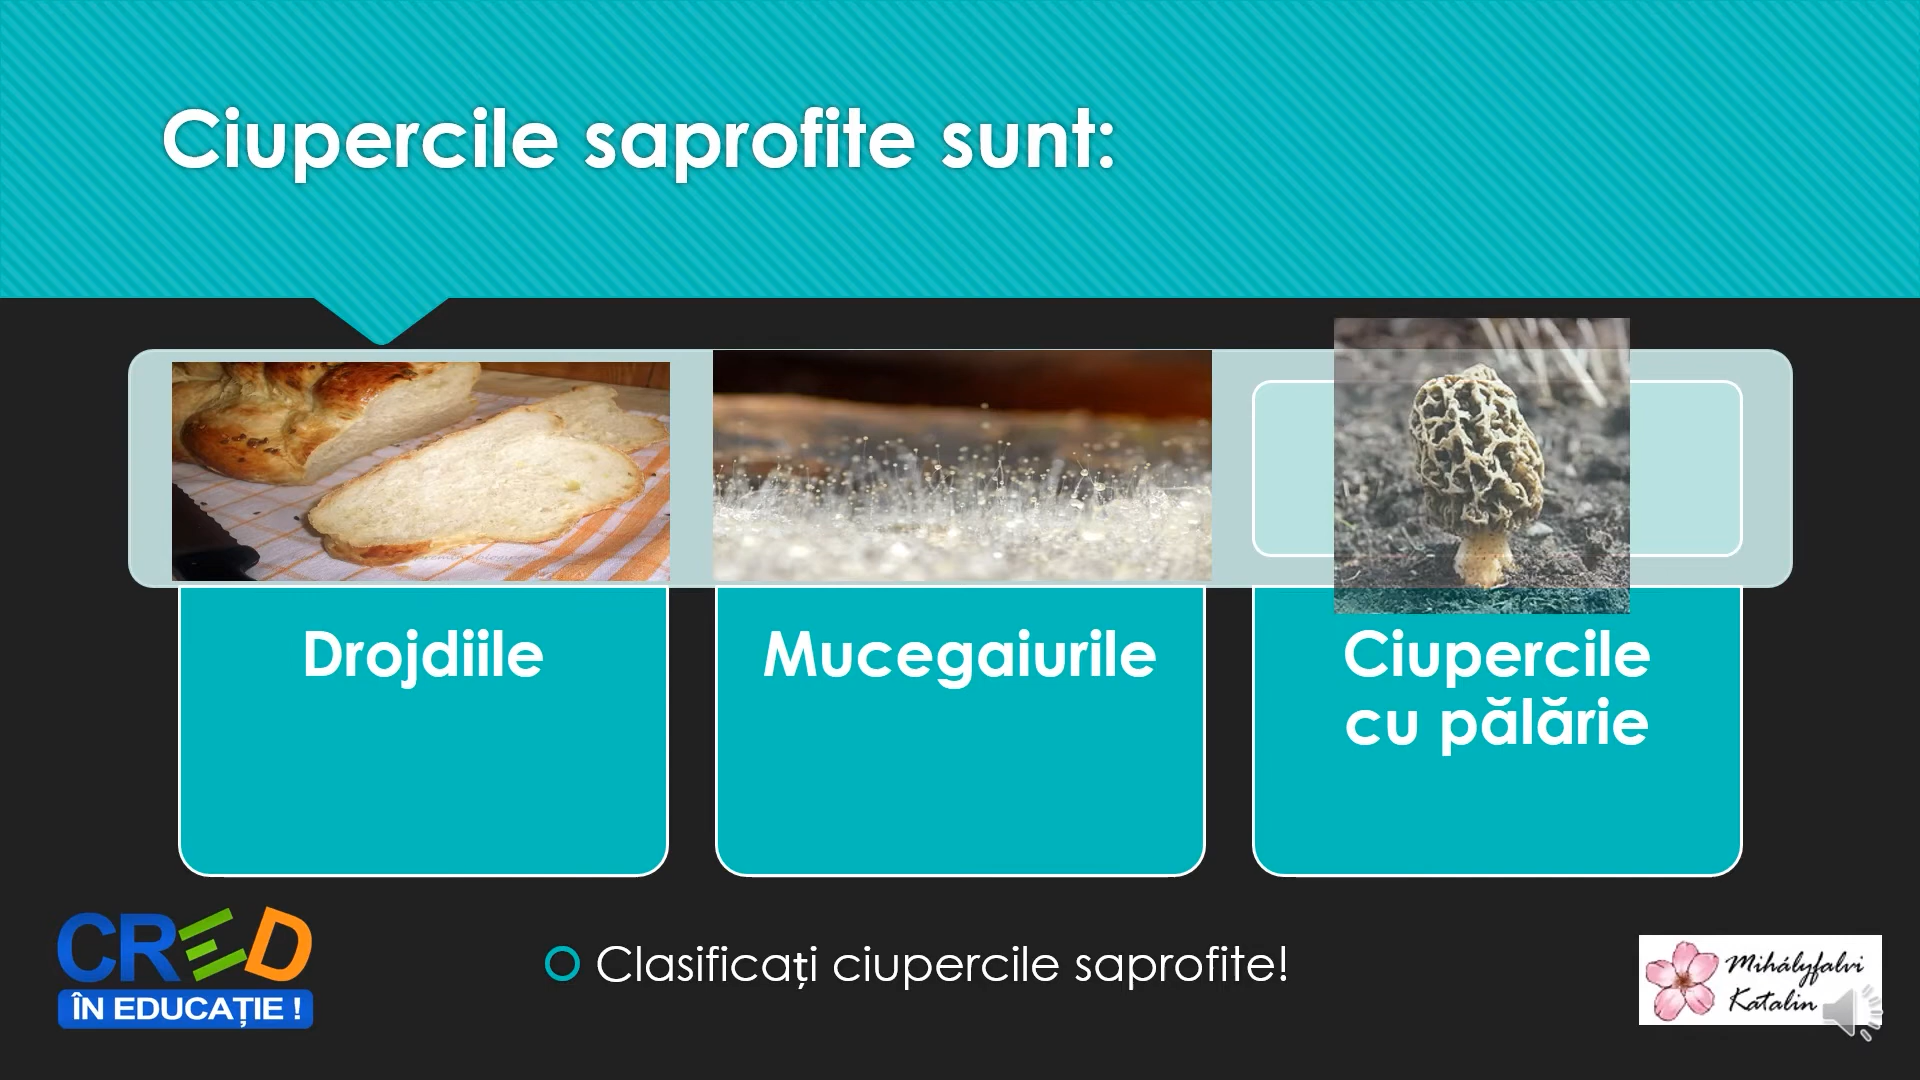 Ciupercile saprofite sunt:
Drojdiile
Mucegaiurile
Ciupercile
cu pălărie
Clasificați ciupercile saprofite!
CRED
ÎN EDUCAȚIE !
Mihályfalvi
Katalin